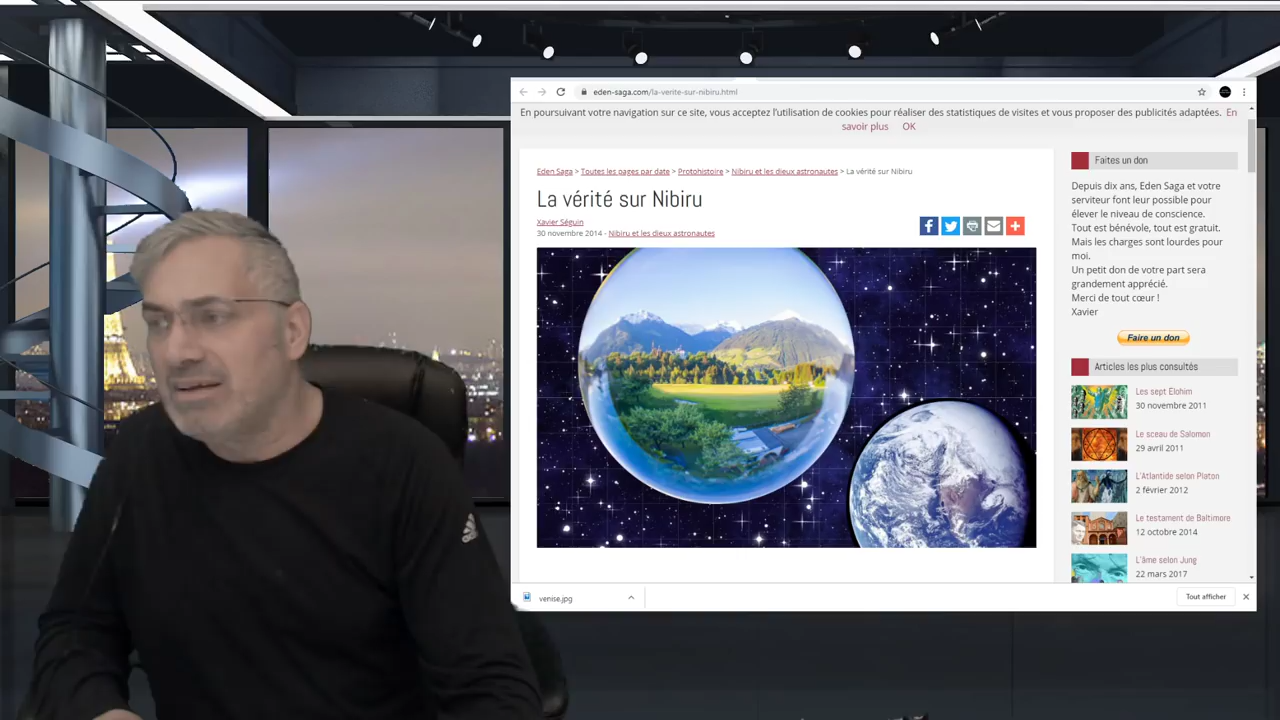 eden-saga.com/la-verite-sur-nibiru.html
En poursuivant votre navigation sur ce site, vous acceptez l'utilisation de cookies pour réaliser des statistiques de visites et vous proposer des publicités adaptées. En
savoir plus OK
Eden Saga > Toutes les pages par date > Protohistoire > Nibiru et les dieux astronautes > La vérité sur Nibiru
La vérité sur Nibiru
Xavier Séguin
30 novembre 2014 - Nibiru et les dieux astronautes
Faites un don
Depuis dix ans, Eden Saga et votre
serviteur font leur possible pour
élever le niveau de conscience.
Tout est bénévole, tout est gratuit.
Mais les charges sont lourdes pour
moi.
Un petit don de votre part sera
grandement apprécié.
Merci de tout cœur !
Xavier
Faire un don
Articles les plus consultés
Les sept Elohim
30 novembre 2011
Le sceau de Salomon
29 avril 2011
L'Atlantide selon Platon
2 février 2012
Le testament de Baltimore
12 octobre 2014
L'âme selon Jung
22 mars 2017
venise.jpg
Tout afficher